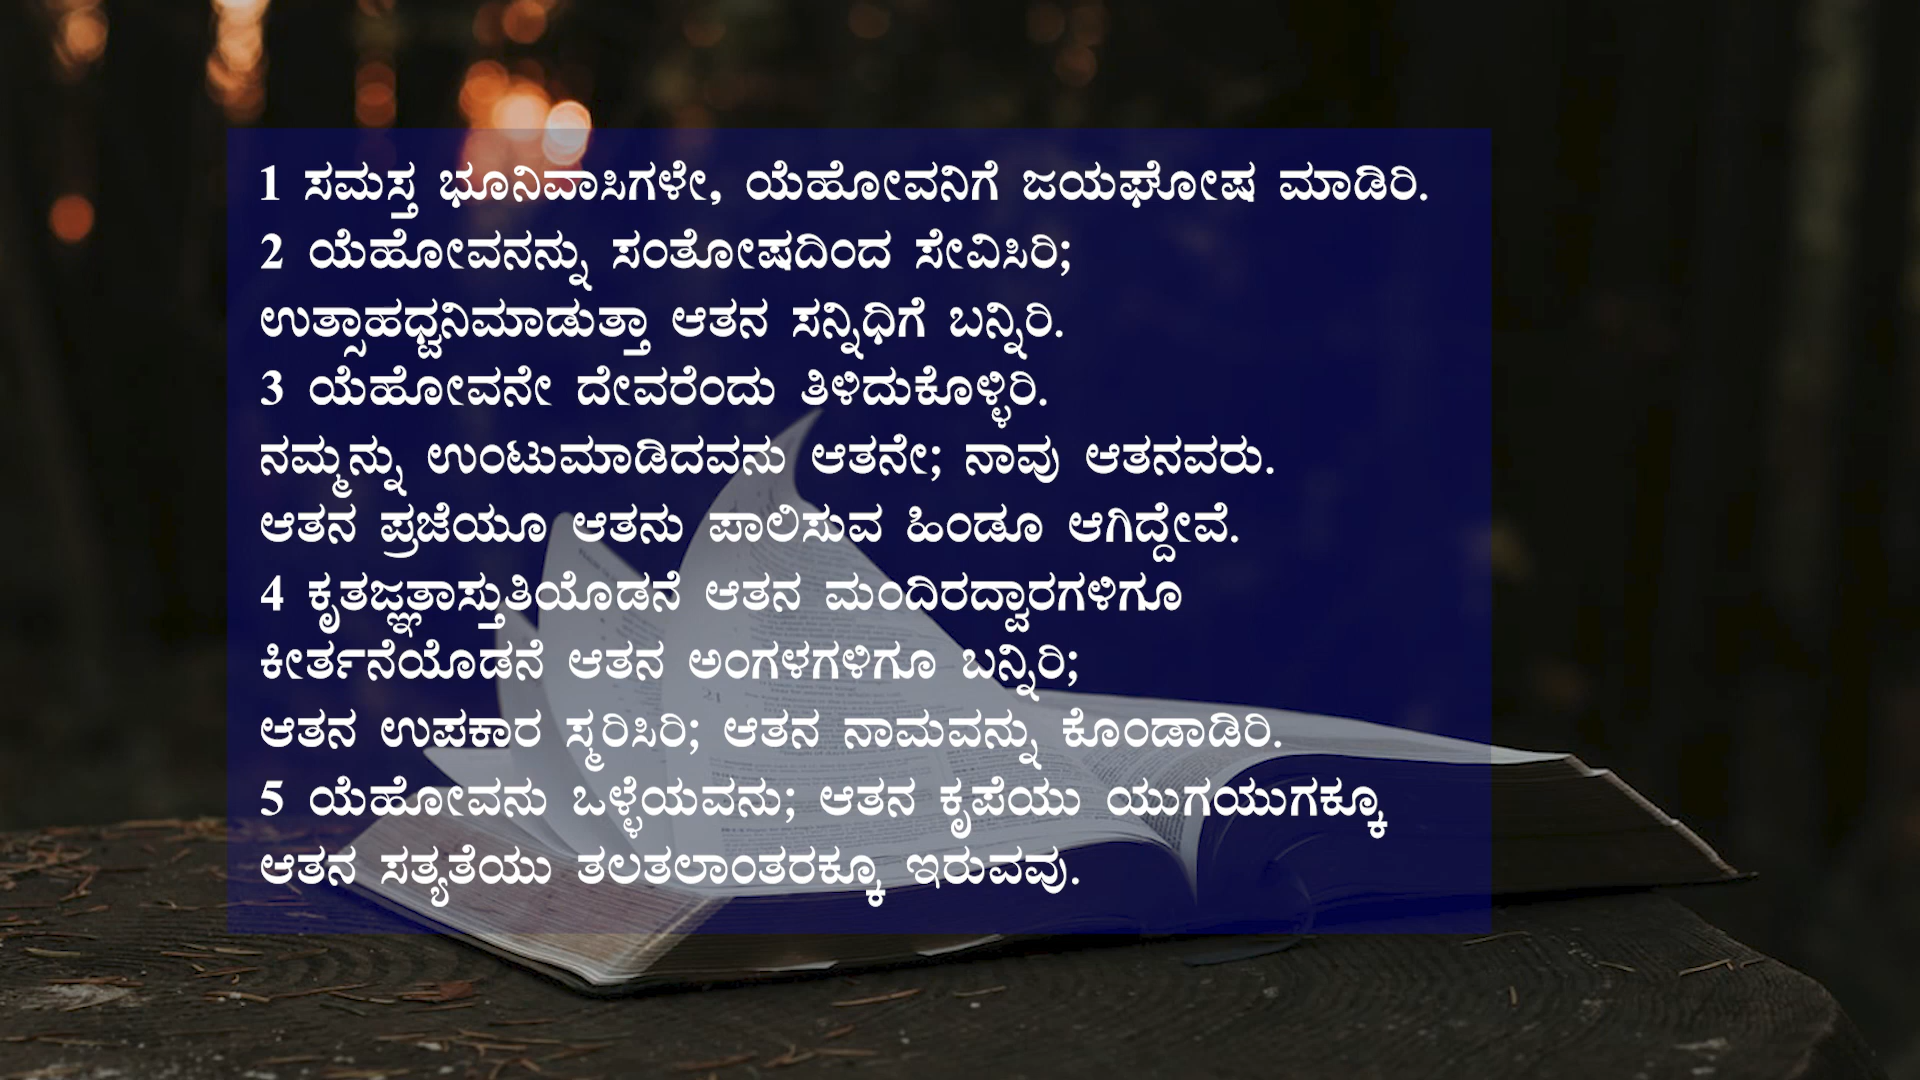 1 ಸಮಸ್ತ ಭೂನಿವಾಸಿಗಳೇ, ಯೆಹೋವನಿಗೆ ಜಯಘೋಷ ಮಾಡಿರಿ.
2 ಯೆಹೋವನನ್ನು ಸಂತೋಷದಿಂದ ಸೇವಿಸಿರಿ;
ಉತ್ಸಾಹಧ್ವನಿಮಾಡುತ್ತಾ ಆತನ ಸನ್ನಿಧಿಗೆ ಬನ್ನಿರಿ.
3 ಯೆಹೋವನೇ ದೇವರೆಂದು ತಿಳಿದುಕೊಳ್ಳಿರಿ.
ನಮ್ಮನ್ನು ಉಂಟುಮಾಡಿದವನು ಆತನೇ; ನಾವು ಆತನವರು.
ಆತನ ಪ್ರಜೆಯೂ ಆತನು ಪಾಲಿಸುವ ಹಿಂಡೂ ಆಗಿದ್ದೇವೆ.
4 ಕೃತಜ್ಞತಾಸ್ತುತಿಯೊಡನೆ ಆತನ ಮಂದಿರದ್ವಾರಗಳಿಗೂ
ಕೀರ್ತನೆಯೊಡನೆ ಆತನ ಅಂಗಳಗಳಿಗೂ ಬನ್ನಿರಿ;
ಆತನ ಉಪಕಾರ ಸ್ಮರಿಸಿರಿ; ಆತನ ನಾಮವನ್ನು ಕೊಂಡಾಡಿರಿ.
5 ಯೆಹೋವನು ಒಳ್ಳೆಯವನು; ಆತನ ಕೃಪೆಯು ಯುಗಯುಗಕ್ಕೂ
ಆತನ ಸತ್ಯತೆಯು ತಲತಲಾಂತರಕ್ಕೂ ಇರುವವು.